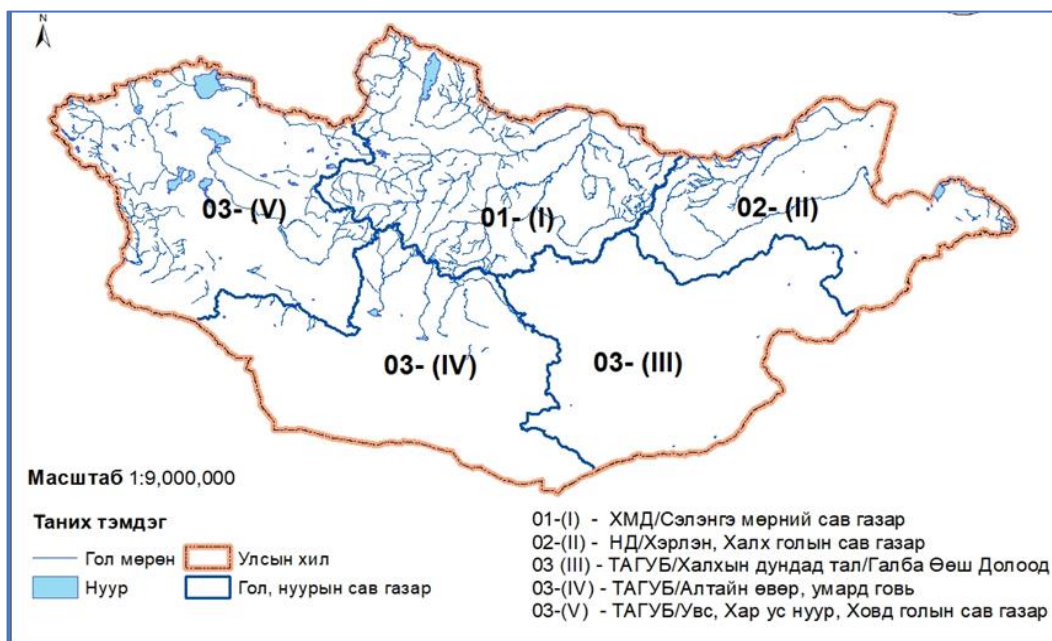 N
03- (V)
01- (I)
02- (II)
03- (IV)
03- (III)
Масштаб 1:9,000,000
Таних тэмдэг
Гол мөрөн
Улсын хил
Нуур
Гол, нуурын сав газар
01-(I) - ХМД/Сэлэнгэ мөрний сав газар
02-(II) - НД/Хэрлэн, Халх голын сав газар
03 (III) - ТАГУБ/Халхын дундад тал/Галба Өөш Долоод
03-(IV) - ТАГУБ/Алтайн өвөр, умард говь
03-(V) - ТАГУБ/Увс, Хар ус нуур, Ховд голын сав газар